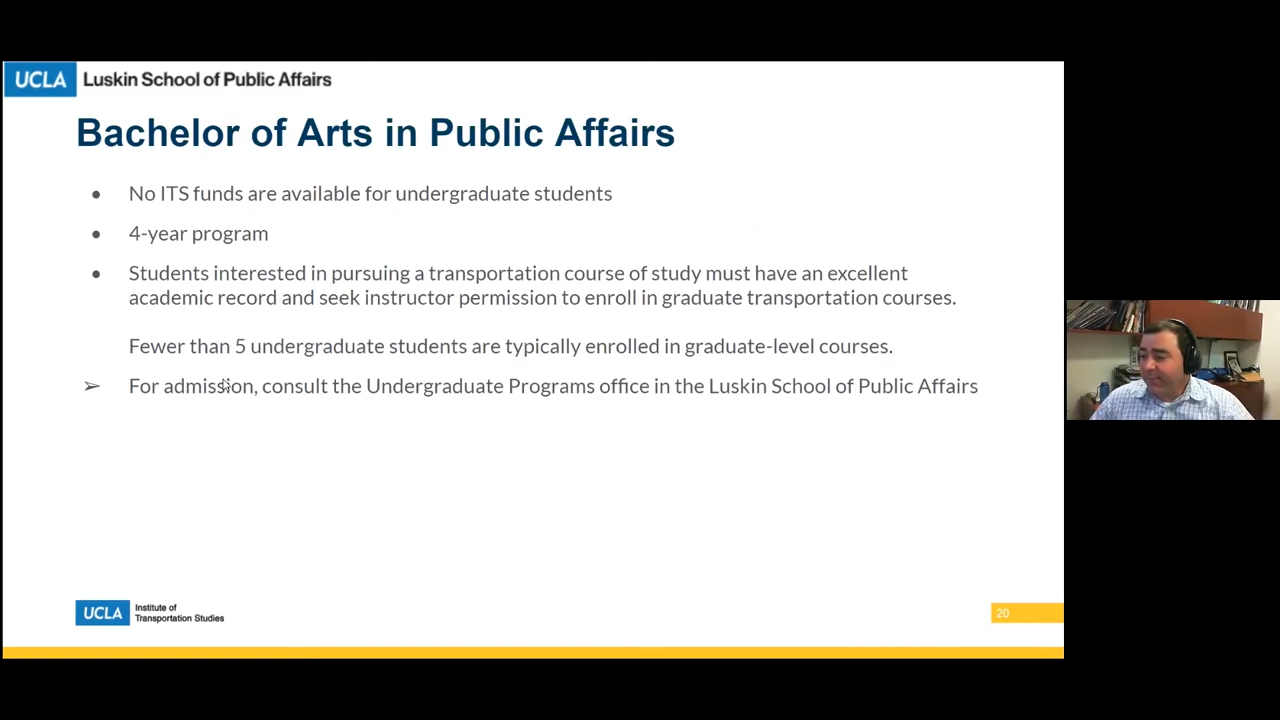 UCLA Luskin School of Public Affairs
Bachelor of Arts in Public Affairs
• No ITS funds are available for undergraduate students
• 4-year program
• Students interested in pursuing a transportation course of study must have an excellent
academic record and seek instructor permission to enroll in graduate transportation courses.
Fewer than 5 undergraduate students are typically enrolled in graduate-level courses.
➢ For admission, consult the Undergraduate Programs office in the Luskin School of Public Affairs
UCLA Institute of
Transportation Studies
20